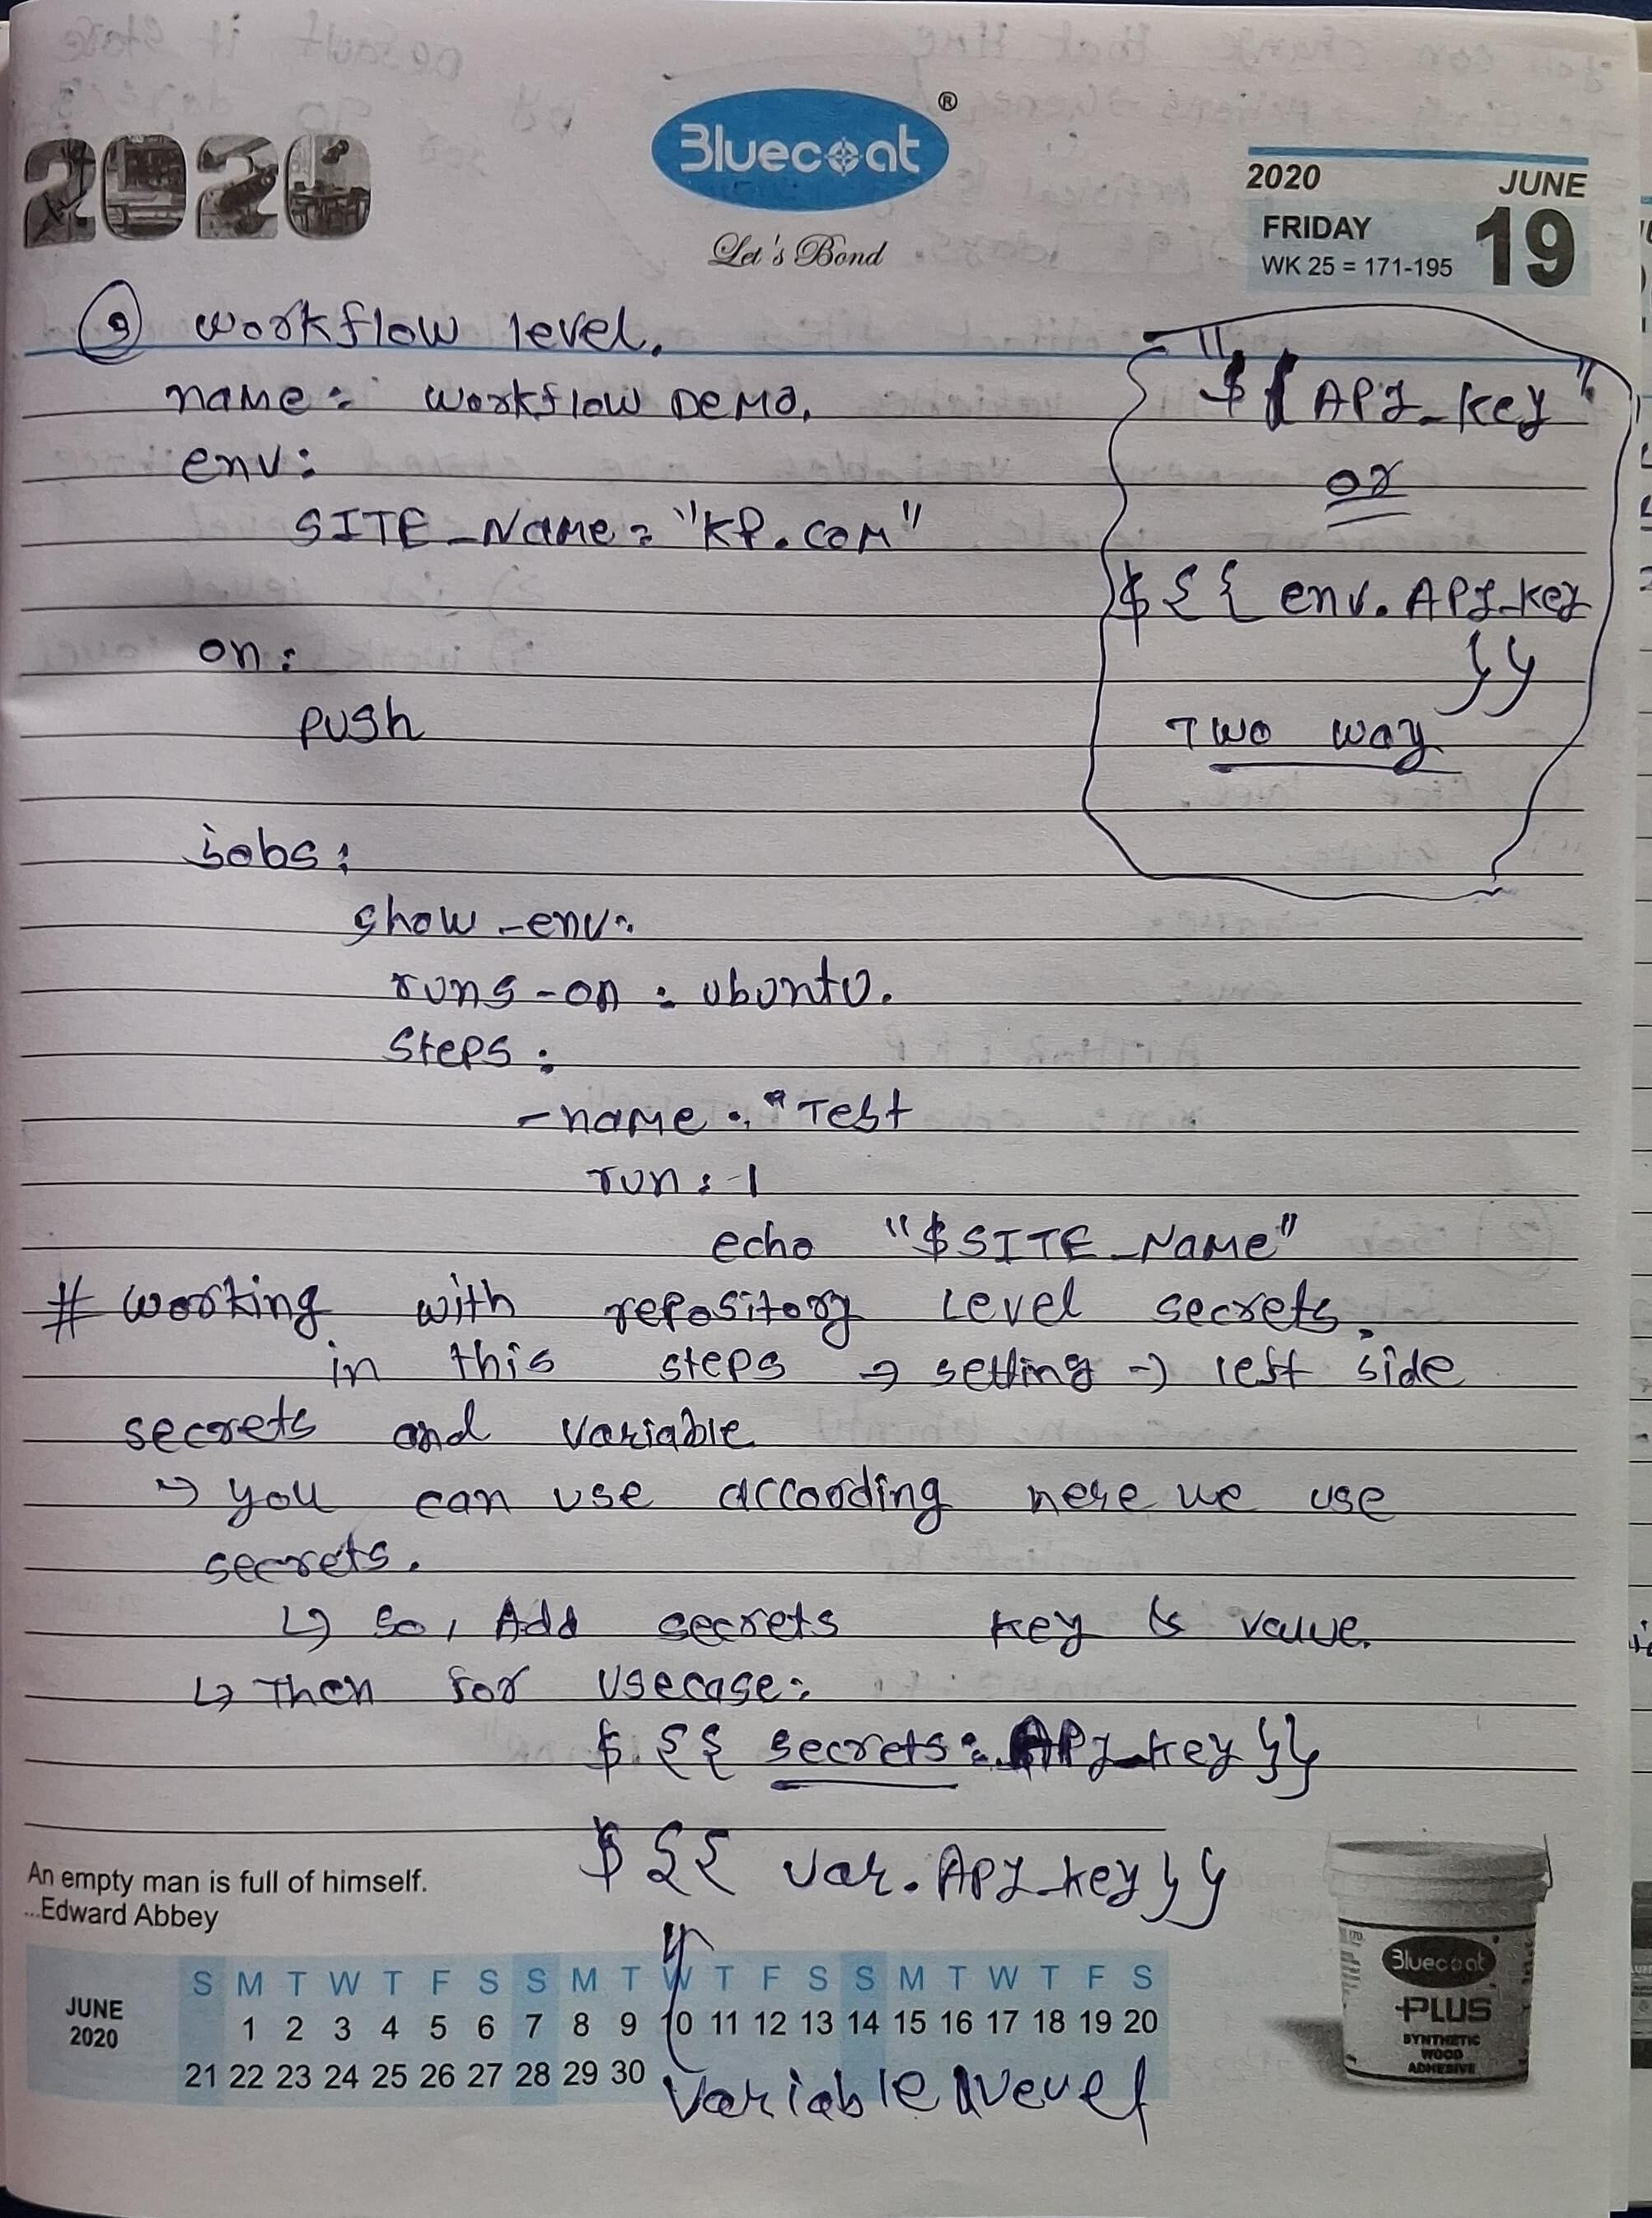 2020
Bluecoat ®
Let's Bond
2020 JUNE
FRIDAY 19
WK 25 = 171-195
③ workflow level.
name: workflow DEMO.
env:
SITE_Name: "KP.COM"
on:
push
jobs:
show-env:
runs-on: ubuntu.
steps:
-name: "Test
run: |
echo "$SITE_Name"
"${API_key"
or
${{ env.API_key
}}
Two way
# working with repository Level secrets.
in this steps → setting → left side
secrets and variable
→ you can use according here we use
secrets.
↳ so, Add secrets key & value.
↳ Then for usecase:
${{ secrets.API_key}}
${{ var.API_key}}
variable level
An empty man is full of himself.
...Edward Abbey
JUNE 2020
S M T W T F S S M T W T F S S M T W T F S
1 2 3 4 5 6 7 8 9 10 11 12 13 14 15 16 17 18 19 20
21 22 23 24 25 26 27 28 29 30
Bluecoat
PLUS
SYNTHETIC
WOOD
ADHESIVE